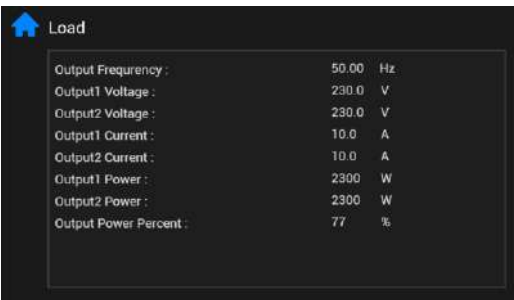 Load
Output Frequrency : 50.00 Hz
Output1 Voltage : 230.0 V
Output2 Voltage : 230.0 V
Output1 Current : 10.0 A
Output2 Current : 10.0 A
Output1 Power : 2300 W
Output2 Power : 2300 W
Output Power Percent : 77 %